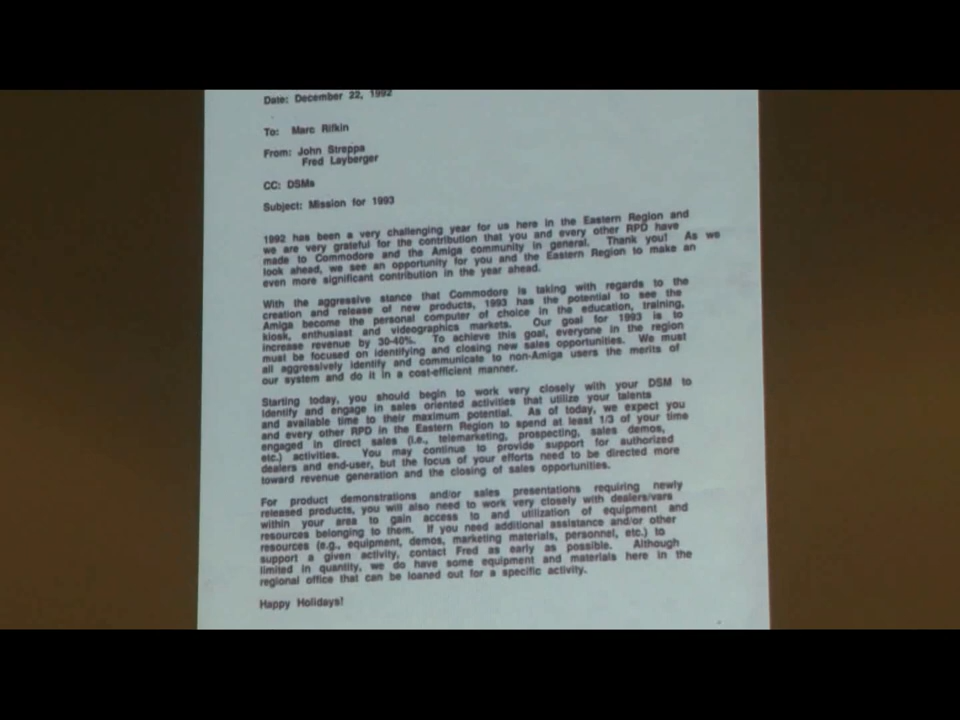 Date: December 22, 1992
To: Marc Rifkin
From: John Streppa
Fred Layberger
CC: DSMs
Subject: Mission for 1993
1992 has been a very challenging year for us here in the Eastern Region and
we are very grateful for the contribution that you and every other RPD have
made to Commodore and the Amiga community in general. Thank you! As we
look ahead, we see an opportunity for you and the Eastern Region to make an
even more significant contribution in the year ahead.
With the aggressive stance that Commodore is taking with regards to the
creation and release of new products, 1993 has the potential to see the
Amiga become the personal computer of choice in the education, training,
kiosk, enthusiast and videographics markets. Our goal for 1993 is to
increase revenue by 30-40%. To achieve this goal, everyone in the region
must be focused on identifying and closing new sales opportunities. We must
all aggressively identify and communicate to non-Amiga users the merits of
our system and do it in a cost-efficient manner.
Starting today, you should begin to work very closely with your DSM to
identify and engage in sales oriented activities that utilize your talents
and available time to their maximum potential. As of today, we expect you
and every other RPD in the Eastern Region to spend at least 1/3 of your time
engaged in direct sales (i.e., telemarketing, prospecting, sales demos,
etc.) activities. You may continue to provide support for authorized
dealers and end-user, but the focus of your efforts need to be directed more
toward revenue generation and the closing of sales opportunities.
For product demonstrations and/or sales presentations requiring newly
released products, you will also need to work very closely with dealers/vars
within your area to gain access to and utilization of equipment and
resources belonging to them. If you need additional assistance and/or other
resources (e.g., equipment, demos, marketing materials, personnel, etc.) to
support a given activity, contact Fred as early as possible. Although
limited in quantity, we do have some equipment and materials here in the
regional office that can be loaned out for a specific activity.
Happy Holidays!